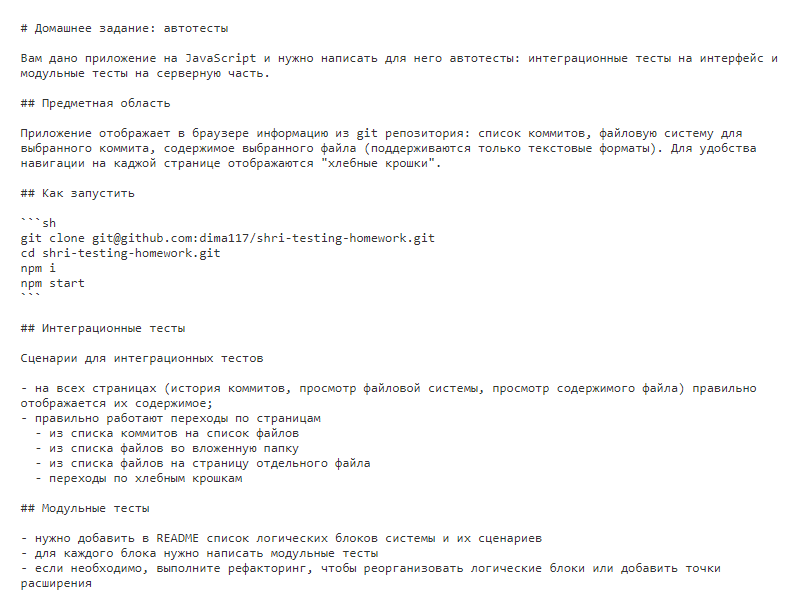 # Домашнее задание: автотесты
Вам дано приложение на JavaScript и нужно написать для него автотесты: интеграционные тесты на интерфейс и
модульные тесты на серверную часть.
## Предметная область
Приложение отображает в браузере информацию из git репозитория: список коммитов, файловую систему для
выбранного коммита, содержимое выбранного файла (поддерживаются только текстовые форматы). Для удобства
навигации на каджой странице отображаются "хлебные крошки".
## Как запустить
```sh
git clone git@github.com:dima117/shri-testing-homework.git
cd shri-testing-homework.git
npm i
npm start
```
## Интеграционные тесты
Сценарии для интеграционных тестов
- на всех страницах (история коммитов, просмотр файловой системы, просмотр содержимого файла) правильно
отображается их содержимое;
- правильно работают переходы по страницам
  - из списка коммитов на список файлов
  - из списка файлов во вложенную папку
  - из списка файлов на страницу отдельного файла
  - переходы по хлебным крошкам
## Модульные тесты
- нужно добавить в README список логических блоков системы и их сценариев
- для каждого блока нужно написать модульные тесты
- если необходимо, выполните рефакторинг, чтобы реорганизовать логические блоки или добавить точки
расширения